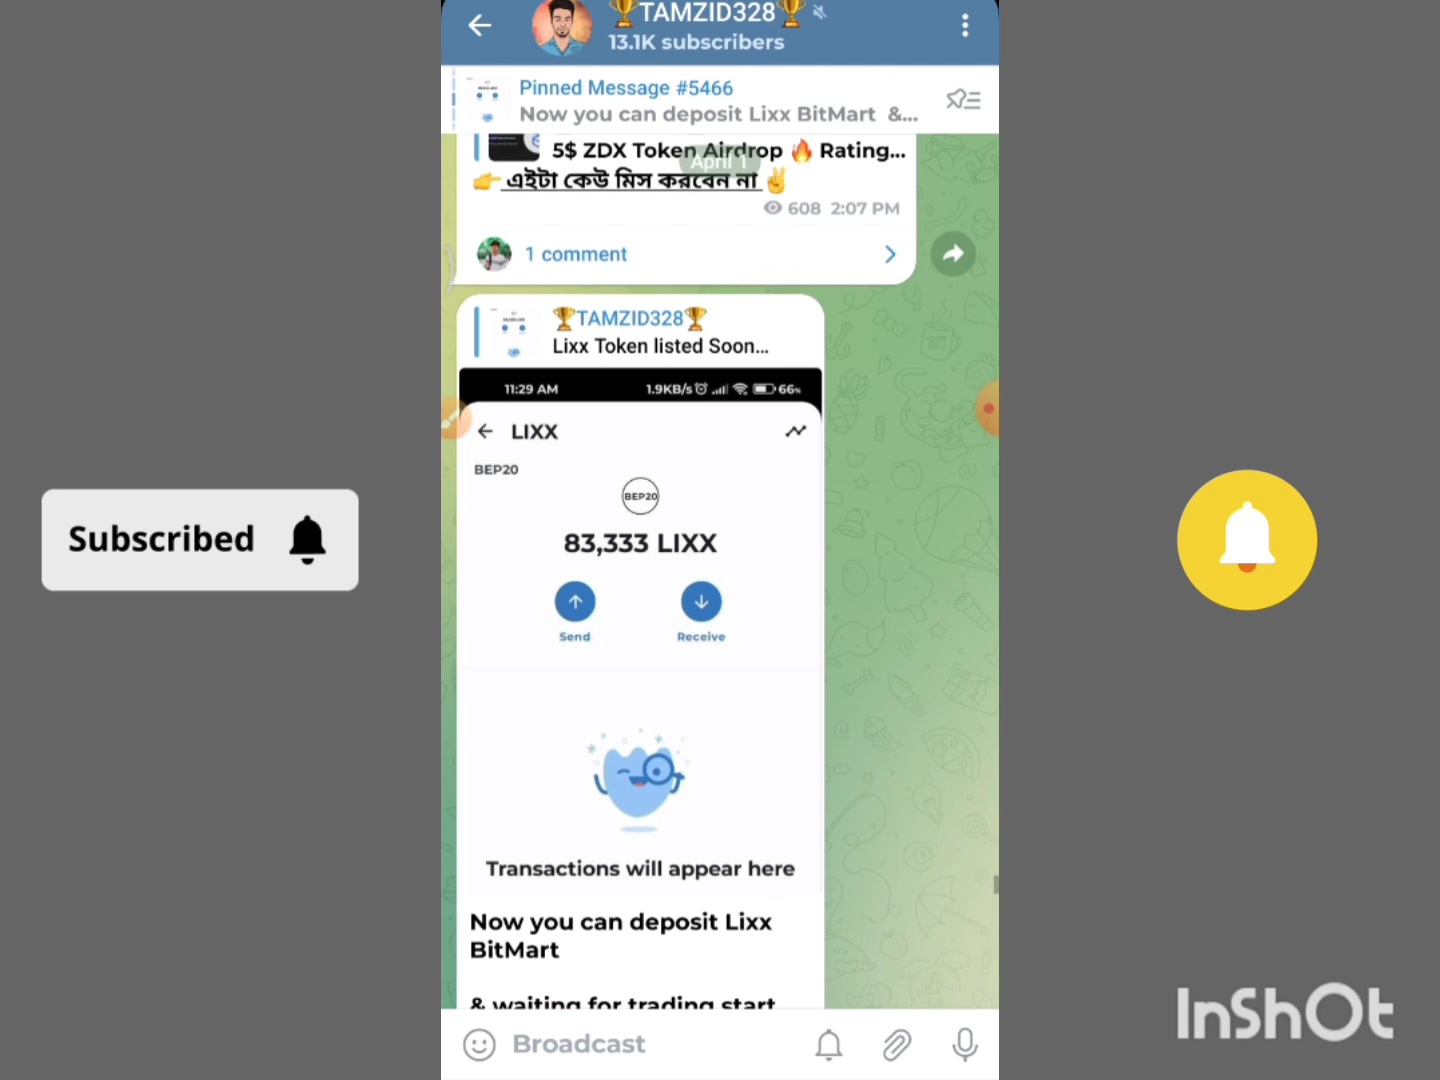 🏆TAMZID328🏆
13.1K subscribers
Pinned Message #5466
Now you can deposit Lixx BitMart &...
5$ ZDX Token Airdrop 🔥 Rating...
April 1
👉 এইটা কেউ মিস করবেন না ✌
608 2:07 PM
1 comment
🏆TAMZID328🏆
Lixx Token listed Soon...
11:29 AM 1.9KB/s 66%
LIXX
BEP20
BEP20
83,333 LIXX
Send Receive
Transactions will appear here
Now you can deposit Lixx
BitMart
& waiting for trading start
Broadcast
Subscribed
InShOt